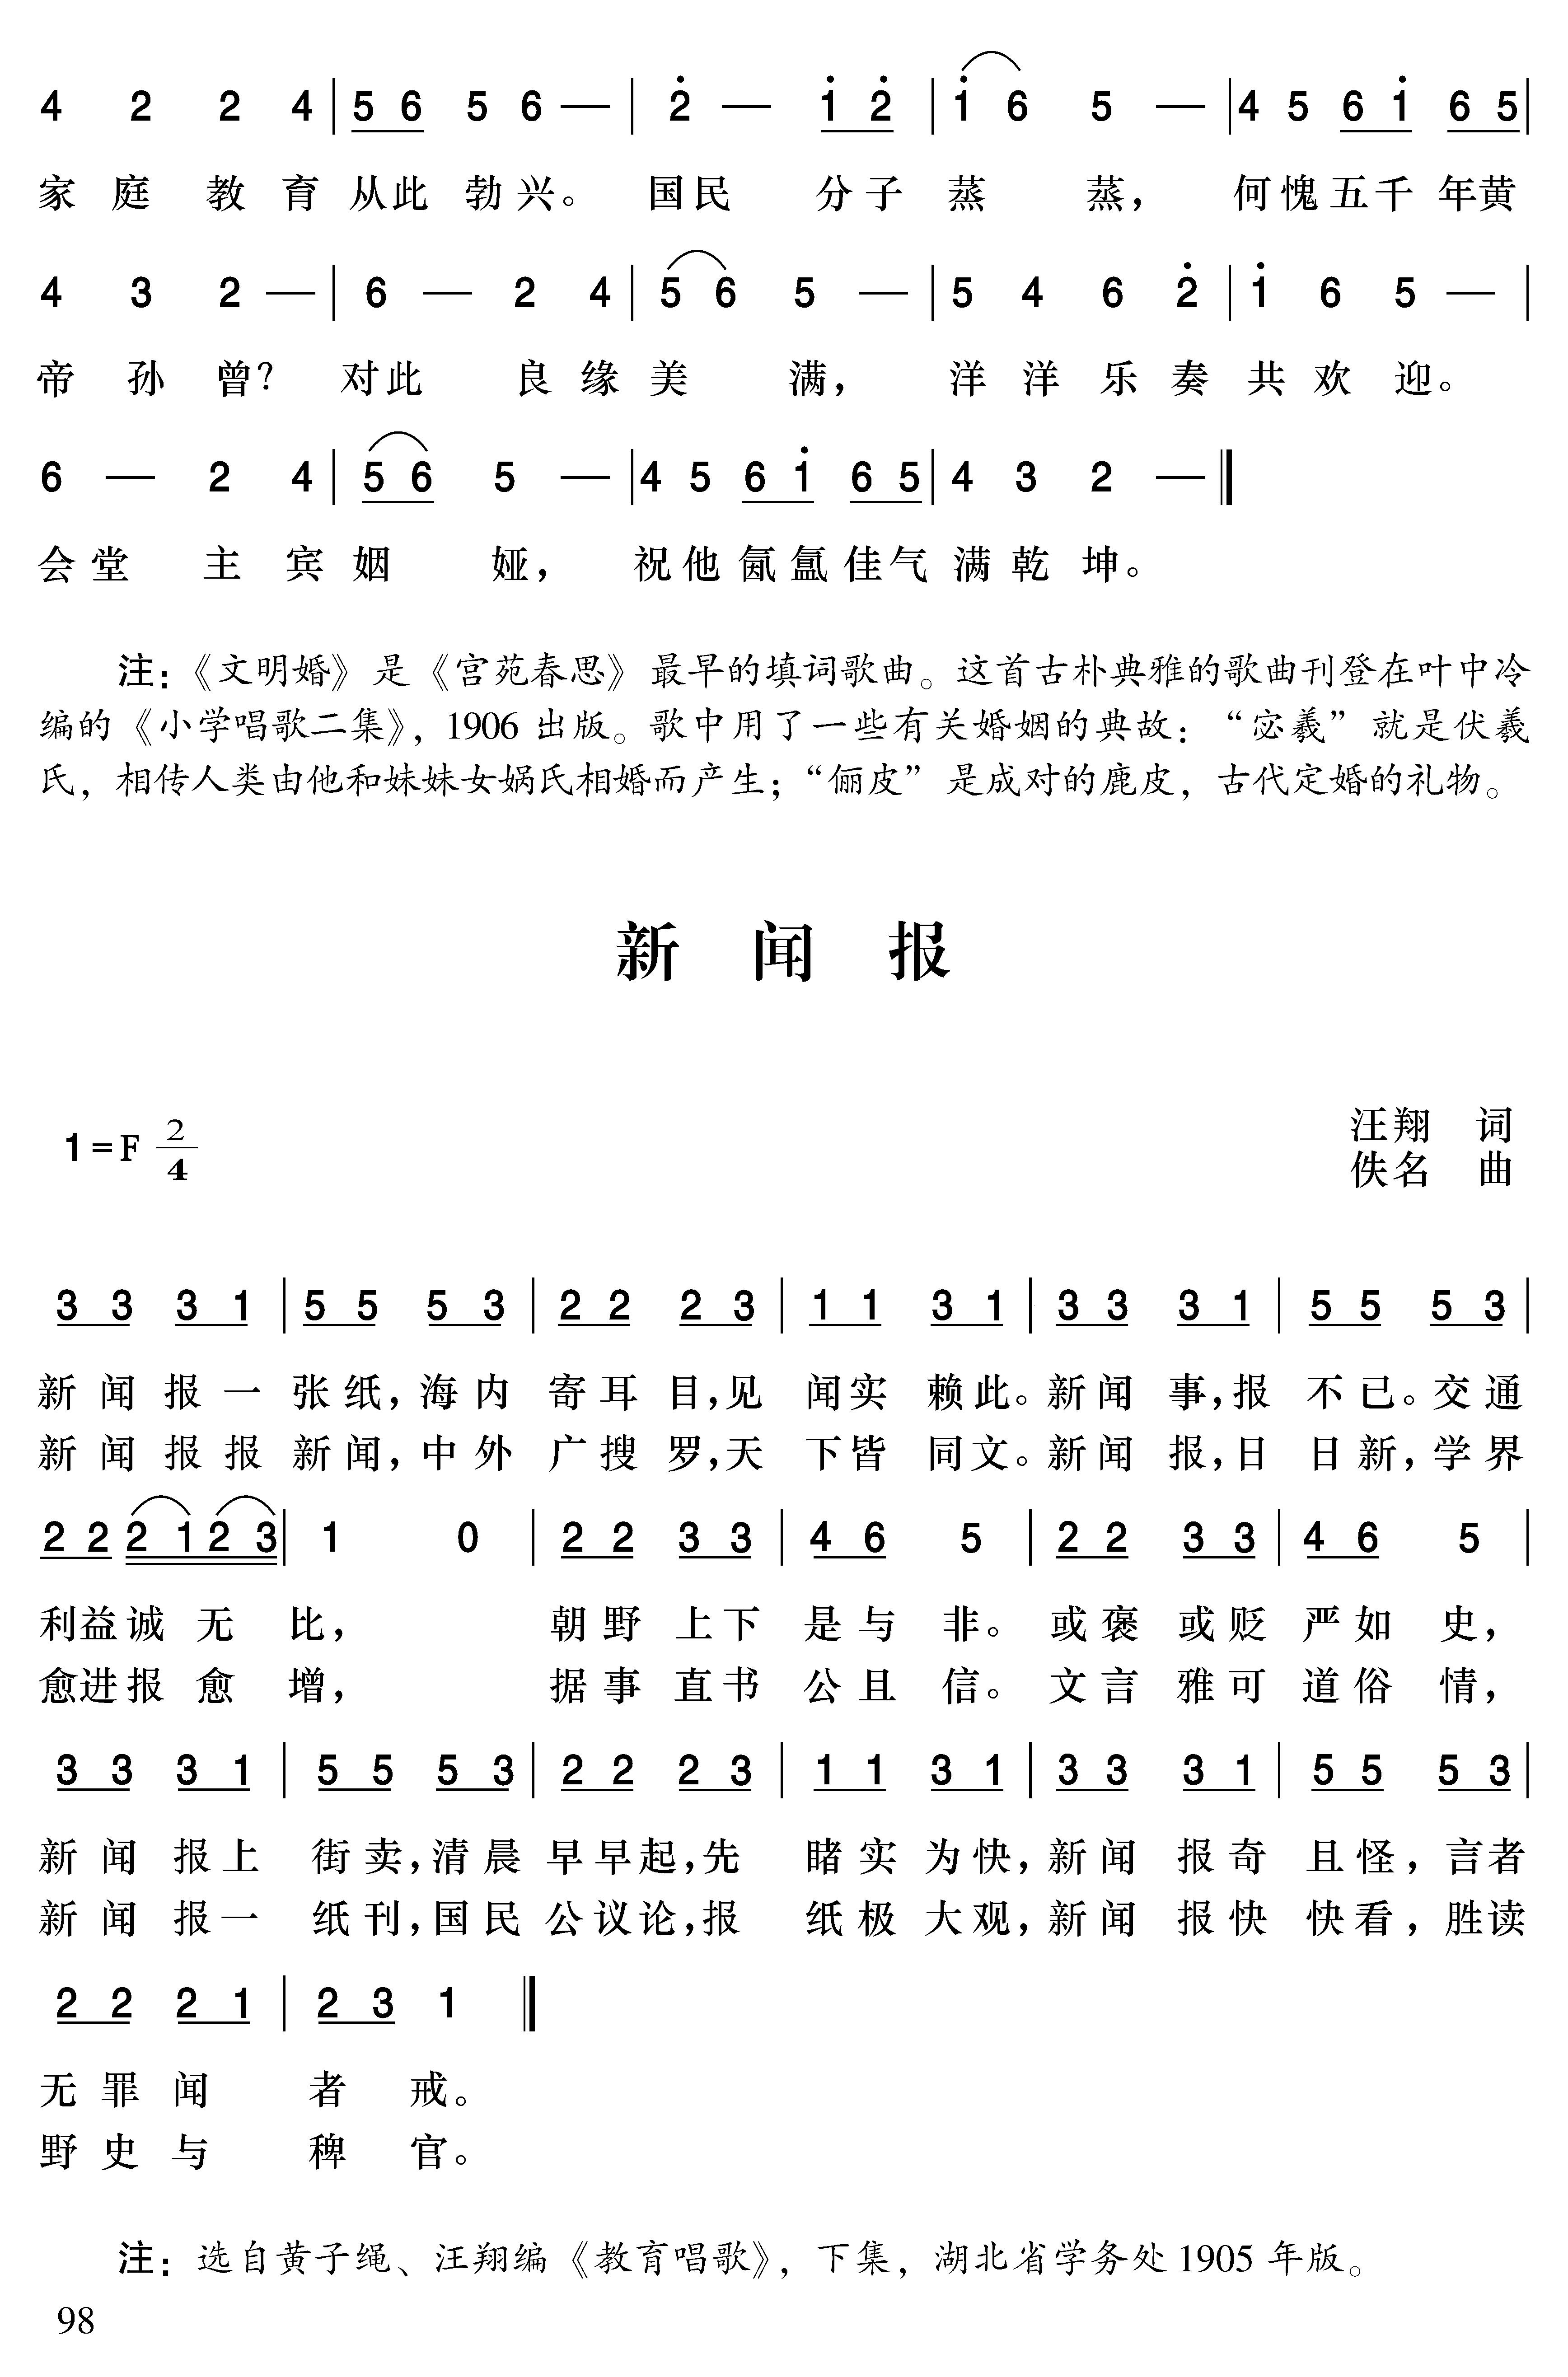 4 2 2 4 | 5 6 5 6 — | 2̇ — 1̇ 2̇ | 1̇ 6 5 — | 4 5 6 1̇ 6 5 |
家庭教育从此勃兴。国民分子蒸蒸，何愧五千年黄
4 3 2 — | 6 — 2 4 | 5 6 5 — | 5 4 6 2̇ | 1̇ 6 5 — |
帝孙曾？对此良缘美满，洋洋乐奏共欢迎。
6 — 2 4 | 5 6 5 — | 4 5 6 1̇ 6 5 | 4 3 2 — ‖
会堂主宾姻娅，祝他氤氲佳气满乾坤。
注：《文明婚》是《宫苑春思》最早的填词歌曲。这首古朴典雅的歌曲刊登在叶中冷
编的《小学唱歌二集》，1906 出版。歌中用了一些有关婚姻的典故：“宓羲”就是伏羲
氏，相传人类由他和妹妹女娲氏相婚而产生；“俪皮”是成对的鹿皮，古代定婚的礼物。
新闻报
1=F 2/4
汪翔 词
佚名 曲
3 3 3 1 | 5 5 5 3 | 2 2 2 3 | 1 1 3 1 | 3 3 3 1 | 5 5 5 3 |
新闻报一张纸，海内寄耳目，见闻实赖此。新闻事，报不已。交通
新闻报报新闻，中外广搜罗，天下皆同文。新闻报，日日新，学界
2 2 2 1 2 3 | 1 0 | 2 2 3 3 | 4 6 5 | 2 2 3 3 | 4 6 5 |
利益诚无比，朝野上下是与非。或褒或贬严如史，
愈进报愈增，据事直书公且信。文言雅可道俗情，
3 3 3 1 | 5 5 5 3 | 2 2 2 3 | 1 1 3 1 | 3 3 3 1 | 5 5 5 3 |
新闻报上街卖，清晨早早起，先睹实为快，新闻报奇且怪，言者
新闻报一纸刊，国民公议论，报纸极大观，新闻报快快看，胜读
2 2 2 1 | 2 3 1 ‖
无罪闻者戒。
野史与稗官。
注：选自黄子绳、汪翔编《教育唱歌》，下集，湖北省学务处 1905 年版。
98